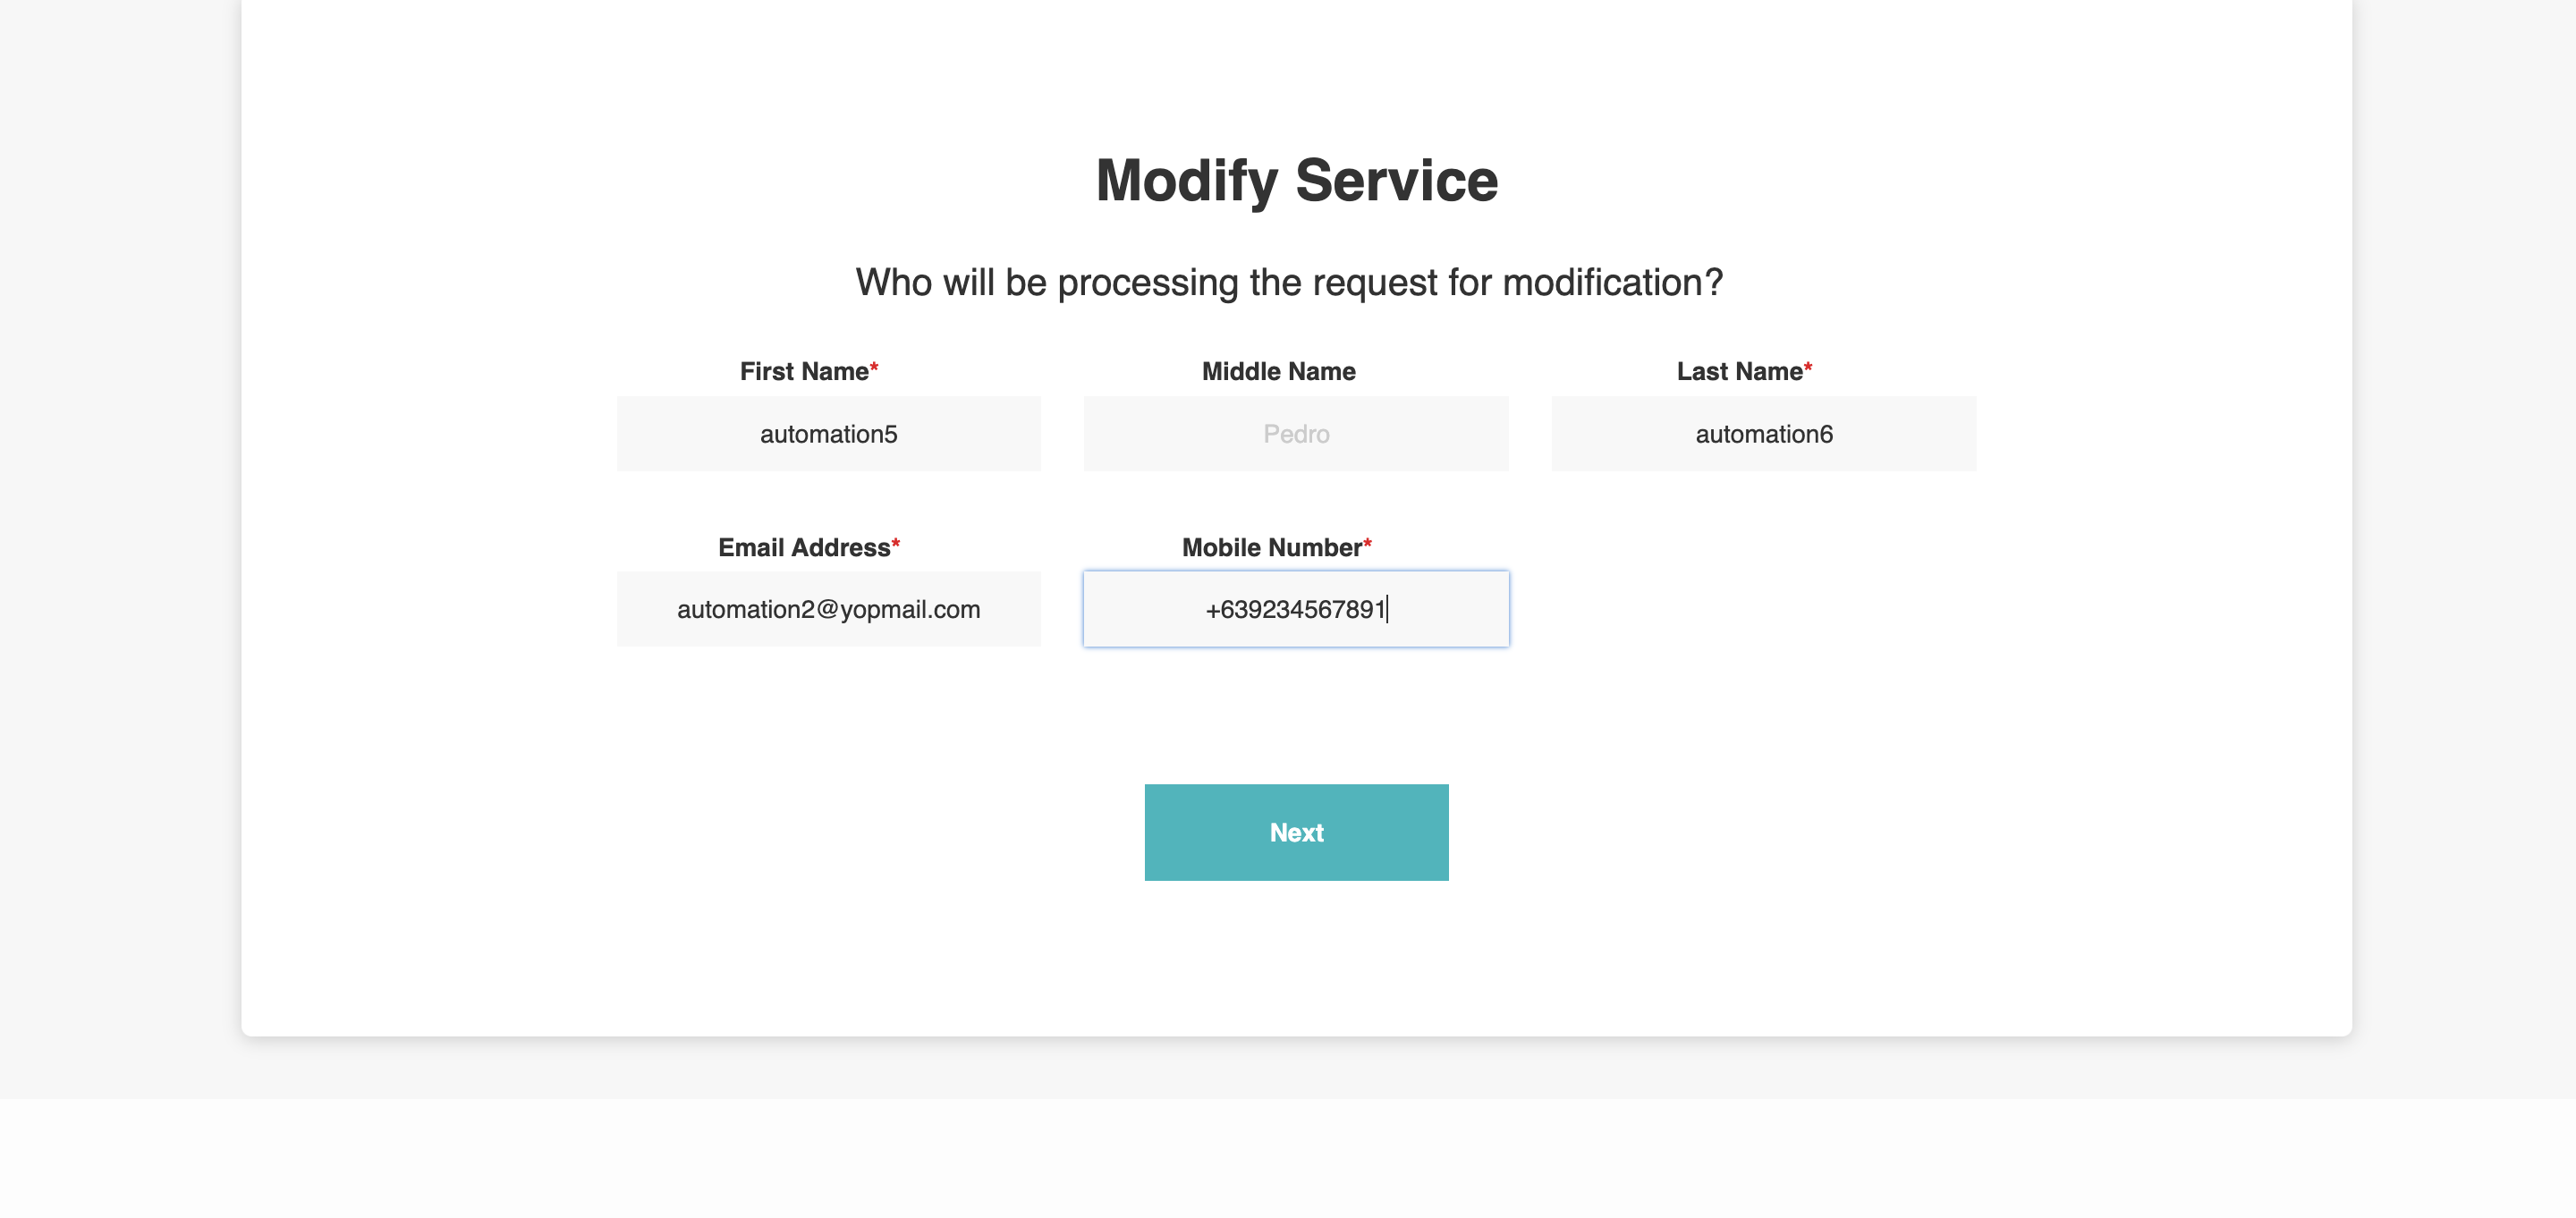 Modify Service
Who will be processing the request for modification?
First Name* Middle Name Last Name*
automation5 Pedro automation6
Email Address* Mobile Number*
automation2@yopmail.com +639234567891
Next